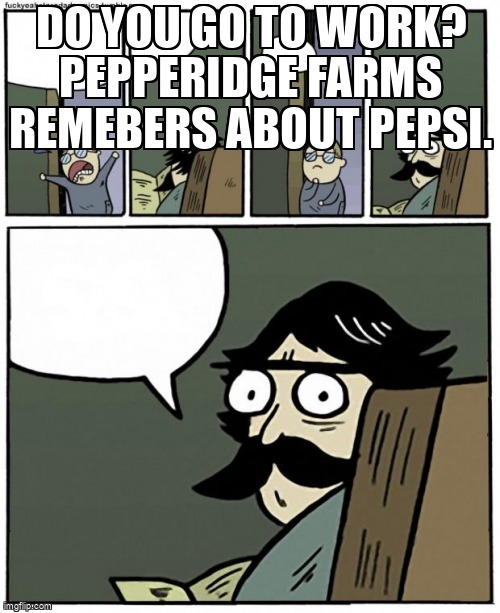 DO YOU GO TO WORK?
PEPPERIDGE FARMS
REMEBERS ABOUT PEPSI.
imgflip.com